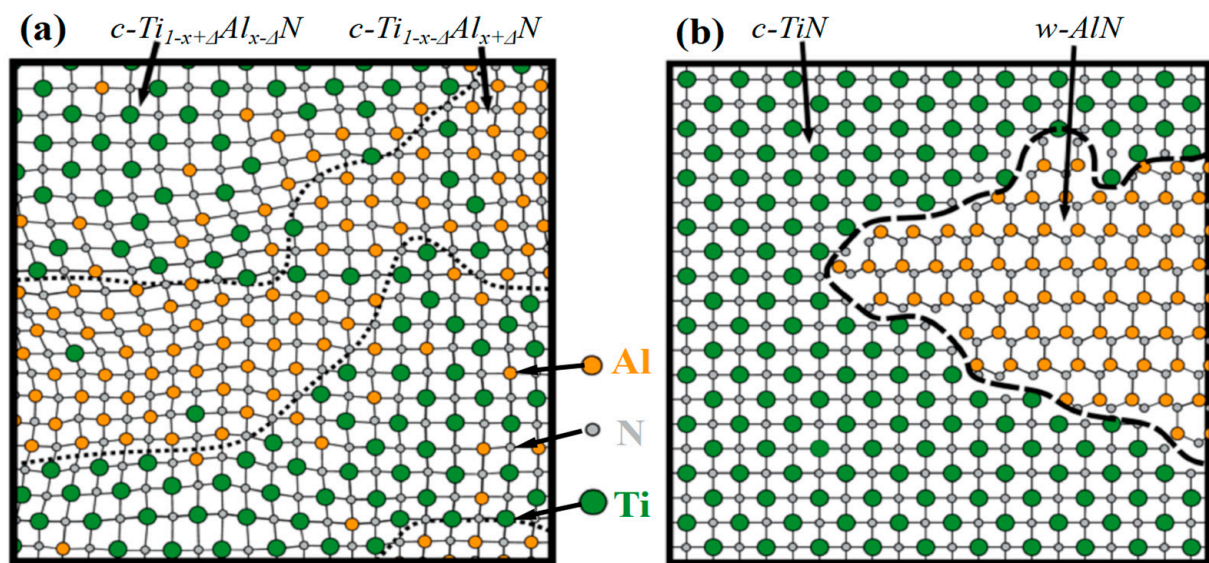 (a) c-Ti₁₋ₓ₊ΔAlₓ₋ΔN c-Ti₁₋ₓ₋ΔAlₓ₊ΔN
(b) c-TiN w-AlN
Al
N
Ti